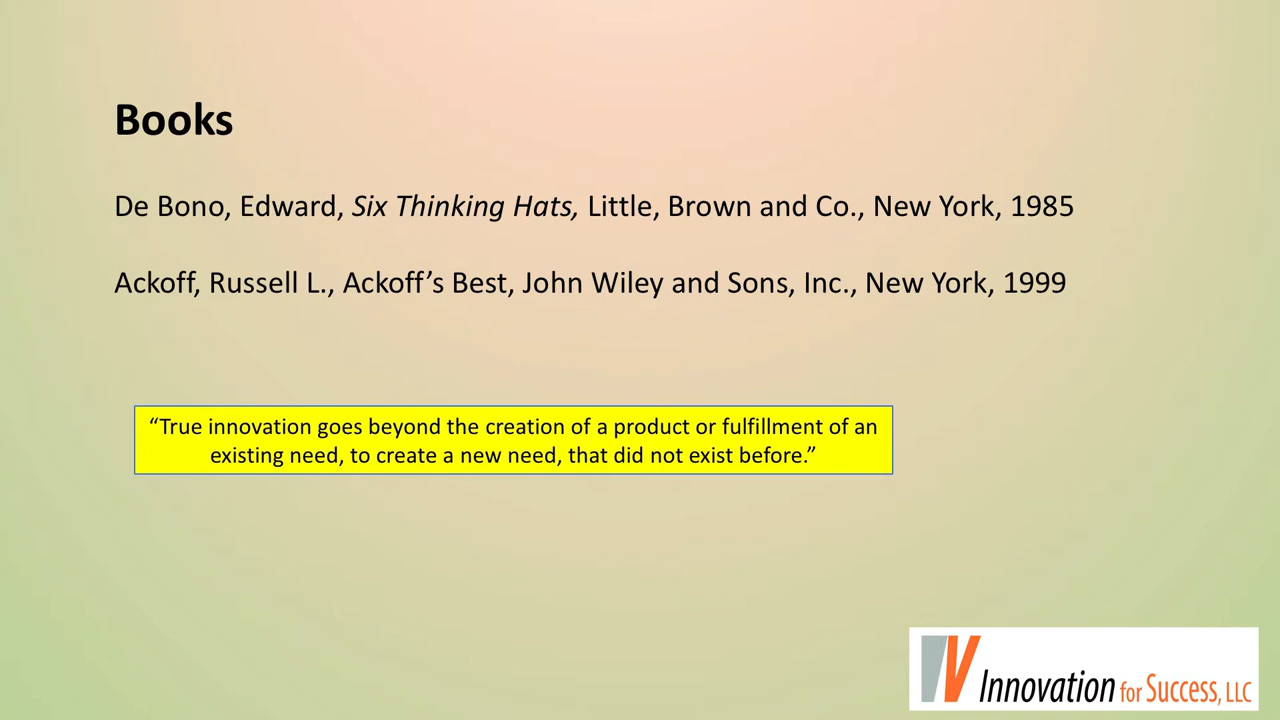 Books
De Bono, Edward, Six Thinking Hats, Little, Brown and Co., New York, 1985
Ackoff, Russell L., Ackoff’s Best, John Wiley and Sons, Inc., New York, 1999
“True innovation goes beyond the creation of a product or fulfillment of an
existing need, to create a new need, that did not exist before.”
Innovation for Success, LLC